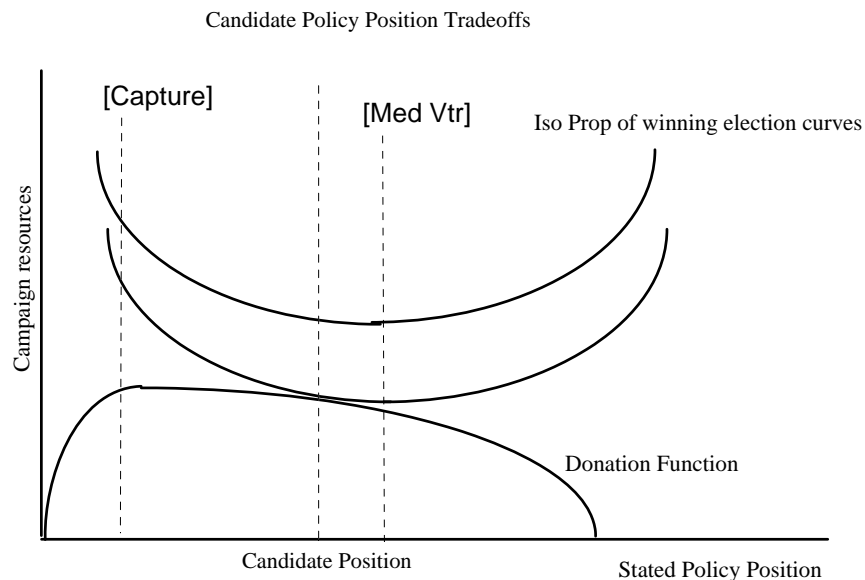 Candidate Policy Position Tradeoffs
[Capture]
[Med Vtr]
Iso Prop of winning election curves
Campaign resources
Donation Function
Candidate Position
Stated Policy Position